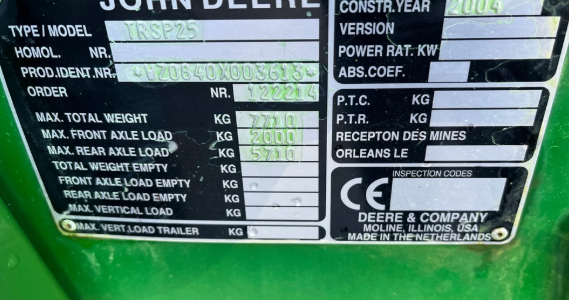 JOHN DEERE
TYPE / MODEL TRSP25
HOMOL. NR.
PROD.IDENT.NR. *WZ0840X003613*
ORDER NR. 122214
MAX. TOTAL WEIGHT KG 7710
MAX. FRONT AXLE LOAD KG 2000
MAX. REAR AXLE LOAD KG 5710
TOTAL WEIGHT EMPTY KG
FRONT AXLE LOAD EMPTY KG
REAR AXLE LOAD EMPTY KG
MAX. VERTICAL LOAD KG
MAX. VERT.LOAD TRAILER KG
CONSTR.YEAR 2004
VERSION
POWER RAT. KW
ABS.COEF.
P.T.C. KG
P.T.R. KG
RECEPTON DES MINES
ORLEANS LE
INSPECTION CODES
CE
DEERE & COMPANY
MOLINE, ILLINOIS, USA
MADE IN THE NETHERLANDS